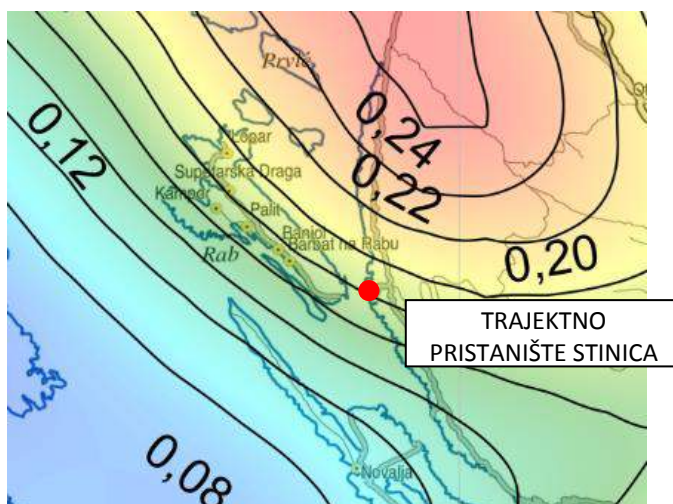 Prvić
Lopar
0,24
0,12
Supetarska Draga
0,22
Kampor
Palit
Banjol
Barbat na Rabu
Rab
0,20
TRAJEKTNO
PRISTANIŠTE STINICA
0,08
Novalja